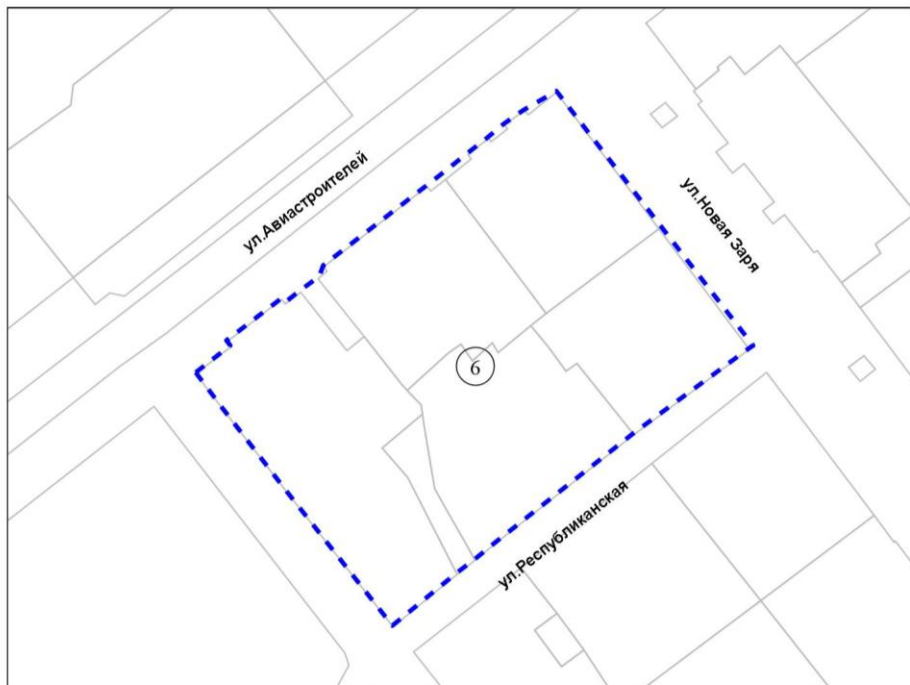 ул.Авиастроителей
ул.Новая Заря
6
ул.Республиканская